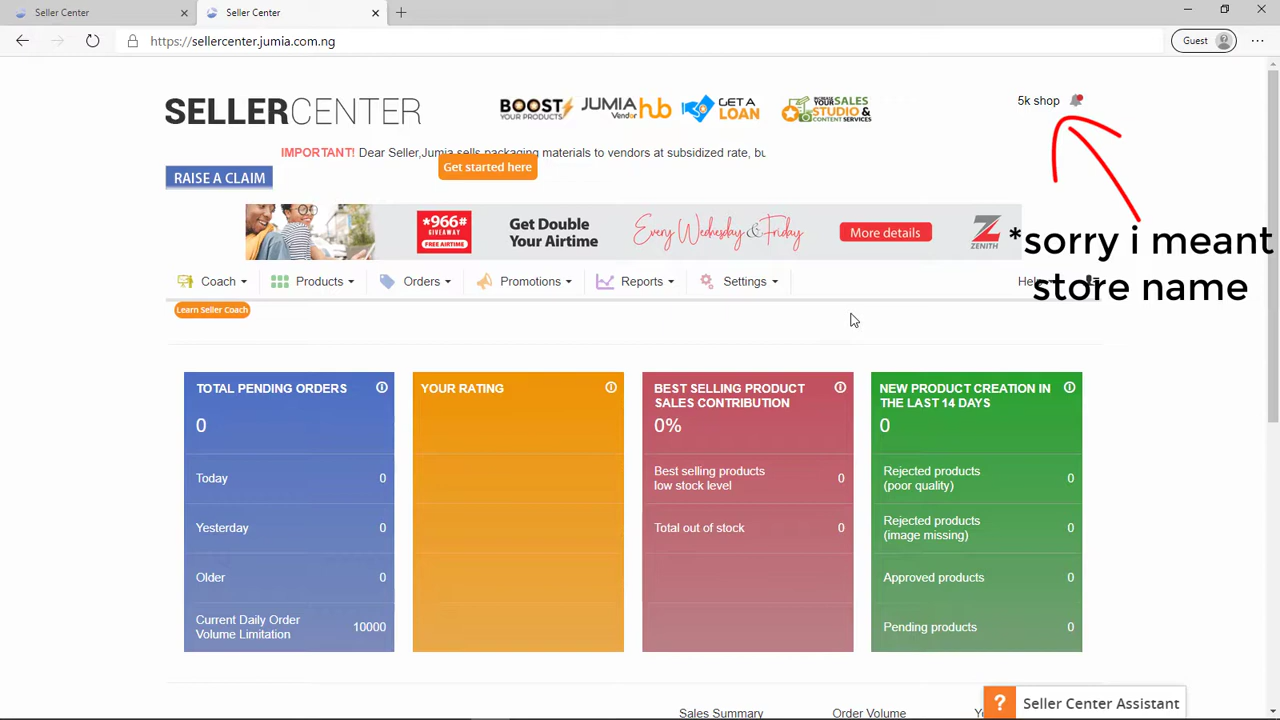 Seller Center
Seller Center
https://sellercenter.jumia.com.ng
Guest
SELLERCENTER
BOOST
YOUR PRODUCTS
JUMIA hub
Vendor
GET A
LOAN
YOUR SALES
STUDIO &
CONTENT SERVICES
5k shop
IMPORTANT! Dear Seller,Jumia sells packaging materials to vendors at subsidized rate, bu
Get started here
RAISE A CLAIM
*966#
GIVEAWAY
FREE AIRTIME
Get Double
Your Airtime
Every Wednesday & Friday
More details
ZENITH
*sorry i meant
store name
Coach
Products
Orders
Promotions
Reports
Settings
Learn Seller Coach
TOTAL PENDING ORDERS
0
Today 0
Yesterday 0
Older 0
Current Daily Order
Volume Limitation 10000
YOUR RATING
BEST SELLING PRODUCT
SALES CONTRIBUTION
0%
Best selling products
low stock level 0
Total out of stock 0
NEW PRODUCT CREATION IN
THE LAST 14 DAYS
0
Rejected products
(poor quality) 0
Rejected products
(image missing) 0
Approved products 0
Pending products 0
Sales Summary
Order Volume
? Seller Center Assistant